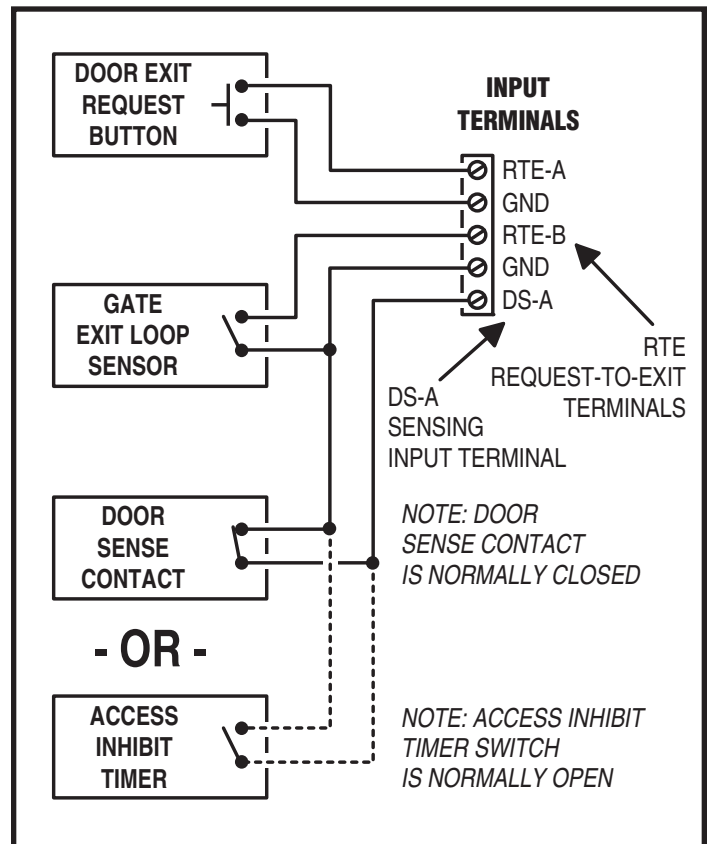 DOOR EXIT
REQUEST
BUTTON
INPUT
TERMINALS
RTE-A
GND
RTE-B
GND
DS-A
GATE
EXIT LOOP
SENSOR
RTE
REQUEST-TO-EXIT
TERMINALS
DS-A
SENSING
INPUT TERMINAL
DOOR
SENSE
CONTACT
NOTE: DOOR
SENSE CONTACT
IS NORMALLY CLOSED
- OR -
ACCESS
INHIBIT
TIMER
NOTE: ACCESS INHIBIT
TIMER SWITCH
IS NORMALLY OPEN